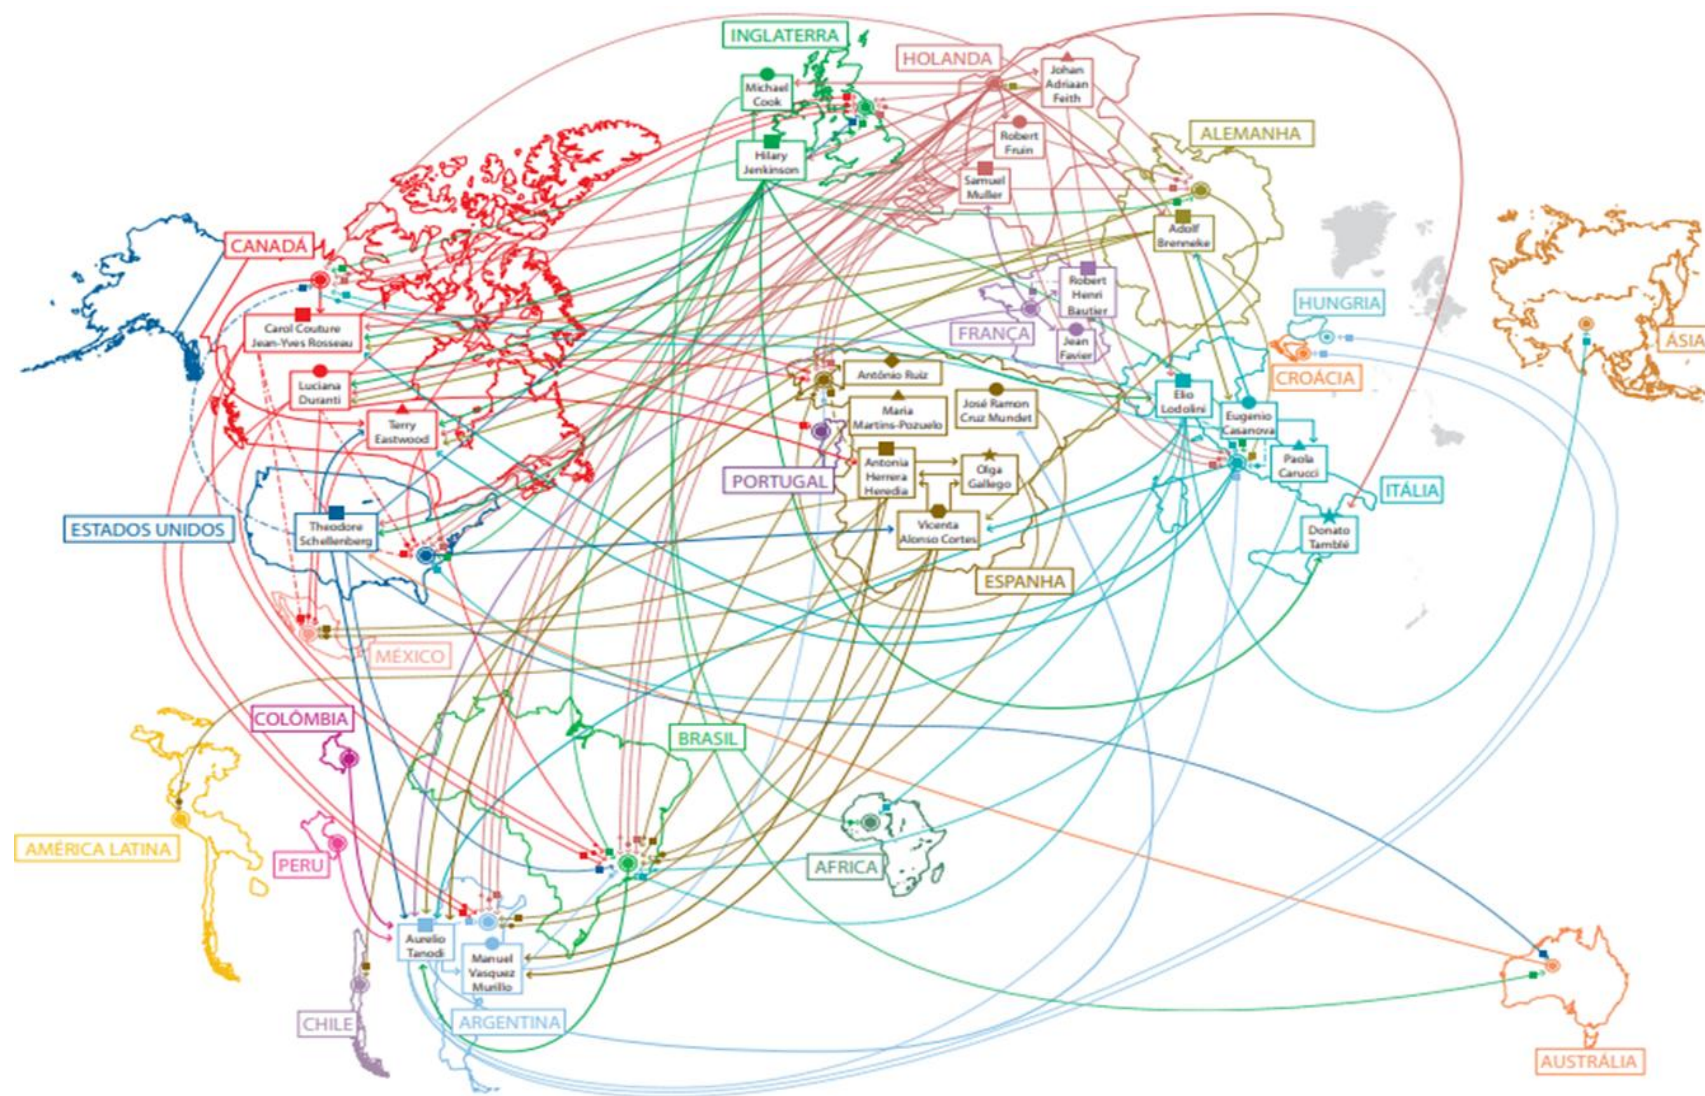 INGLATERRA
HOLANDA
Michael
Cook
Johan
Adriaan
Feith
Robert
Fruin
ALEMANHA
Hilary
Jenkinson
Samuel
Muller
Adolf
Brenneke
CANADÁ
Robert
Henri
Bautier
HUNGRIA
Carol Couture
Jean-Yves Rosseau
FRANÇA
Jean
Favier
ÁSIA
CROÁCIA
Luciana
Duranti
António Ruiz
Elio
Lodolini
Terry
Eastwood
Maria
Martins-Pozuelo
José Ramon
Cruz Mundet
Eugenio
Casanova
Antonia
Herrera
Heredia
Olga
Gallego
Paola
Carucci
PORTUGAL
ITÁLIA
ESTADOS UNIDOS
Theodore
Schellenberg
Vicenta
Alonso Cortes
Donato
Tamblé
ESPANHA
MÉXICO
COLÔMBIA
BRASIL
AMÉRICA LATINA
PERU
AFRICA
Aurelio
Tanodi
Manuel
Vasquez
Murillo
CHILE
ARGENTINA
AUSTRÁLIA